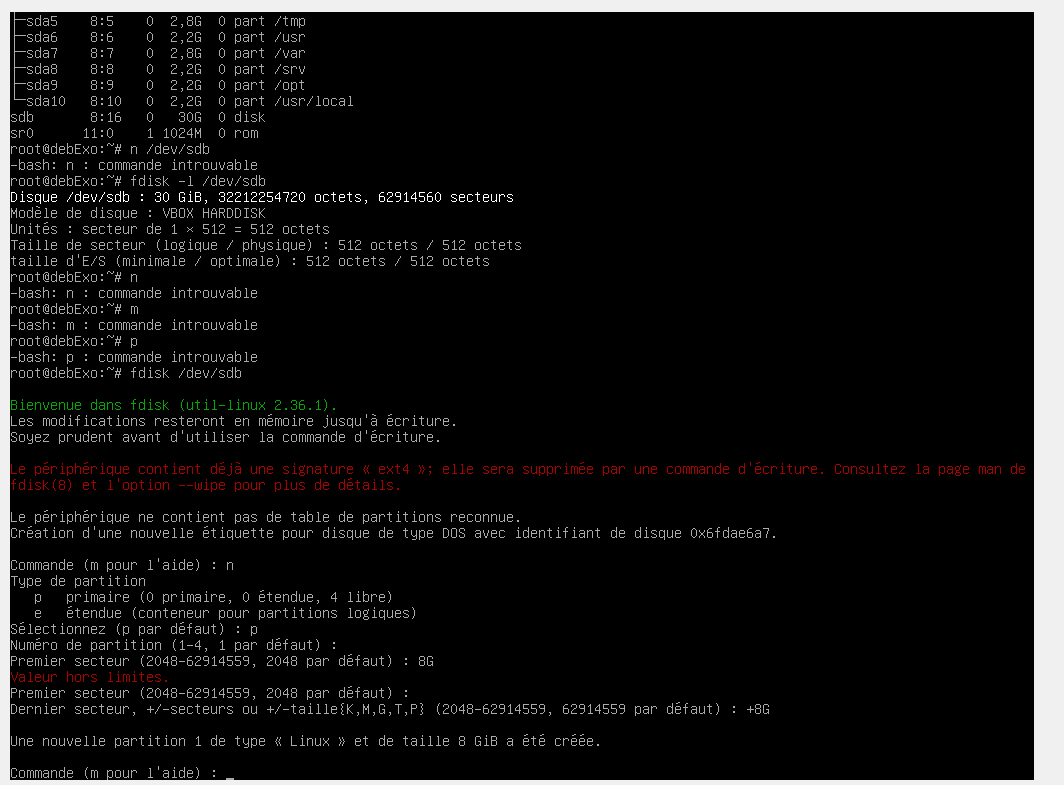 ├─sda5    8:5    0  2,8G  0 part /tmp
├─sda6    8:6    0  2,2G  0 part /usr
├─sda7    8:7    0  2,8G  0 part /var
├─sda8    8:8    0  2,2G  0 part /srv
├─sda9    8:9    0  2,2G  0 part /opt
└─sda10   8:10   0  2,2G  0 part /usr/local
sdb       8:16   0   30G  0 disk
sr0      11:0    1 1024M  0 rom
root@debExo:~# n /dev/sdb
-bash: n : commande introuvable
root@debExo:~# fdisk -l /dev/sdb
Disque /dev/sdb : 30 GiB, 32212254720 octets, 62914560 secteurs
Modèle de disque : VBOX HARDDISK
Unités : secteur de 1 × 512 = 512 octets
Taille de secteur (logique / physique) : 512 octets / 512 octets
taille d'E/S (minimale / optimale) : 512 octets / 512 octets
root@debExo:~# n
-bash: n : commande introuvable
root@debExo:~# m
-bash: m : commande introuvable
root@debExo:~# p
-bash: p : commande introuvable
root@debExo:~# fdisk /dev/sdb
Bienvenue dans fdisk (util-linux 2.36.1).
Les modifications resteront en mémoire jusqu'à écriture.
Soyez prudent avant d'utiliser la commande d'écriture.
Le périphérique contient déjà une signature « ext4 »; elle sera supprimée par une commande d'écriture. Consultez la page man de
fdisk(8) et l'option --wipe pour plus de détails.
Le périphérique ne contient pas de table de partitions reconnue.
Création d'une nouvelle étiquette pour disque de type DOS avec identifiant de disque 0x6fdae6a7.
Commande (m pour l'aide) : n
Type de partition
   p   primaire (0 primaire, 0 étendue, 4 libre)
   e   étendue (conteneur pour partitions logiques)
Sélectionnez (p par défaut) : p
Numéro de partition (1-4, 1 par défaut) :
Premier secteur (2048-62914559, 2048 par défaut) : 8G
Valeur hors limites.
Premier secteur (2048-62914559, 2048 par défaut) :
Dernier secteur, +/-secteurs ou +/-taille{K,M,G,T,P} (2048-62914559, 62914559 par défaut) : +8G
Une nouvelle partition 1 de type « Linux » et de taille 8 GiB a été créée.
Commande (m pour l'aide) : _